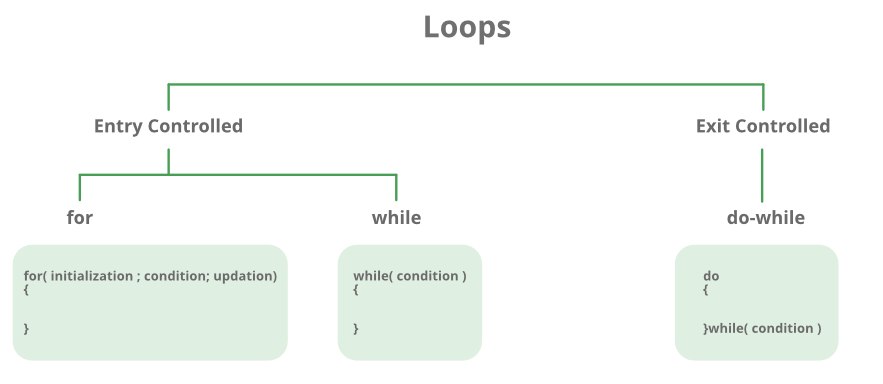 Loops
Entry Controlled
Exit Controlled
for
while
do-while
for( initialization ; condition; updation)
{
}
while( condition )
{
}
do
{
}while( condition )